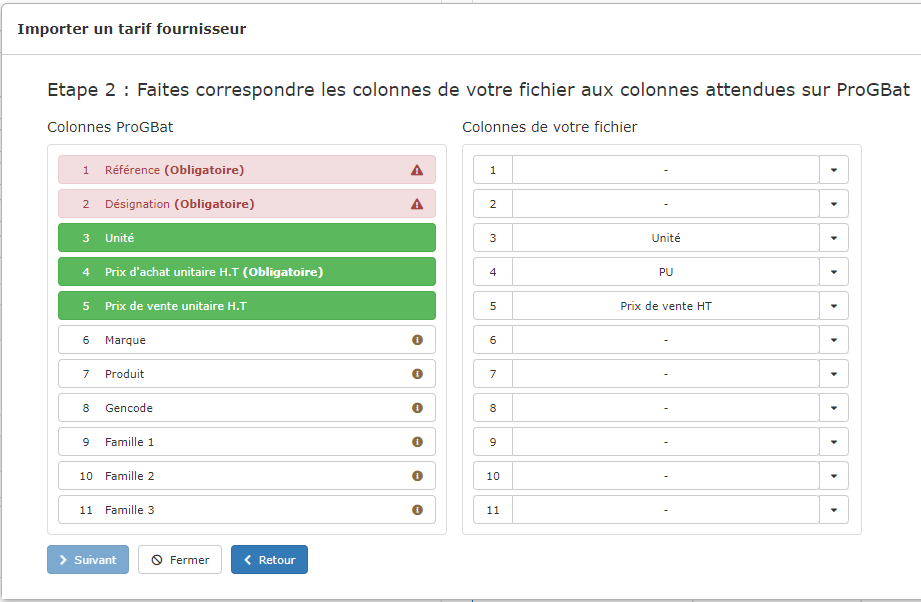 Importer un tarif fournisseur
Etape 2 : Faites correspondre les colonnes de votre fichier aux colonnes attendues sur ProGBat
Colonnes ProGBat
1 Référence (Obligatoire)
2 Désignation (Obligatoire)
3 Unité
4 Prix d'achat unitaire H.T (Obligatoire)
5 Prix de vente unitaire H.T
6 Marque
7 Produit
8 Gencode
9 Famille 1
10 Famille 2
11 Famille 3
Colonnes de votre fichier
1 -
2 -
3 Unité
4 PU
5 Prix de vente HT
6 -
7 -
8 -
9 -
10 -
11 -
Suivant Fermer Retour